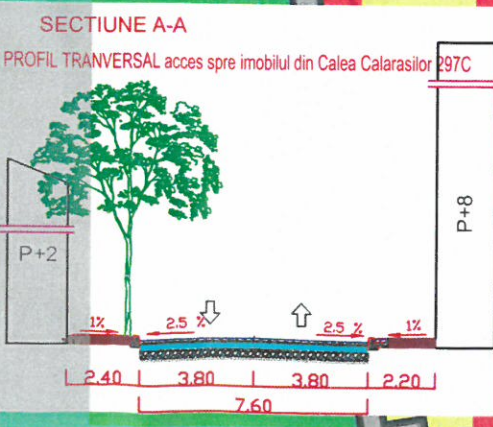 SECTIUNE A-A
PROFIL TRANVERSAL acces spre imobilul din Calea Calarasilor 297C
P+2
P+8
1%
2.5 %
2.5 %
1%
2.40
3.80
3.80
2.20
7.60